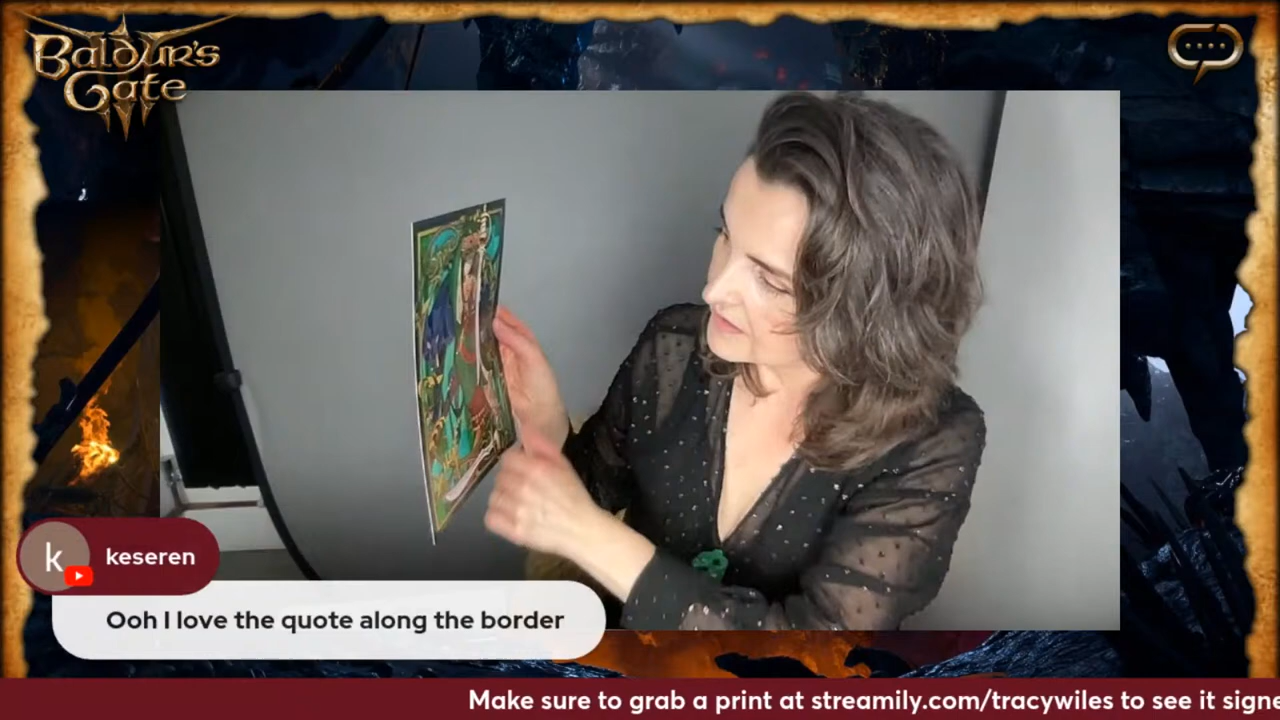 Baldur's
Gate
III
keseren
Ooh I love the quote along the border
Make sure to grab a print at streamily.com/tracywiles to see it signe